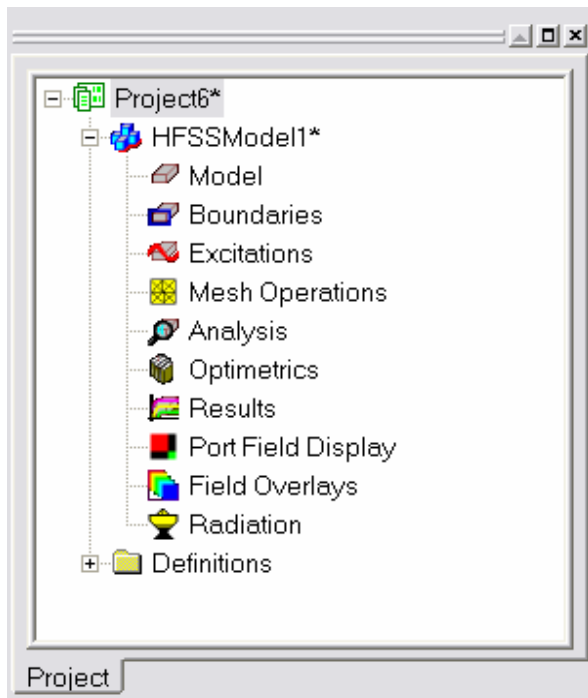 Project6*
HFSSModel1*
Model
Boundaries
Excitations
Mesh Operations
Analysis
Optimetrics
Results
Port Field Display
Field Overlays
Radiation
Definitions
Project